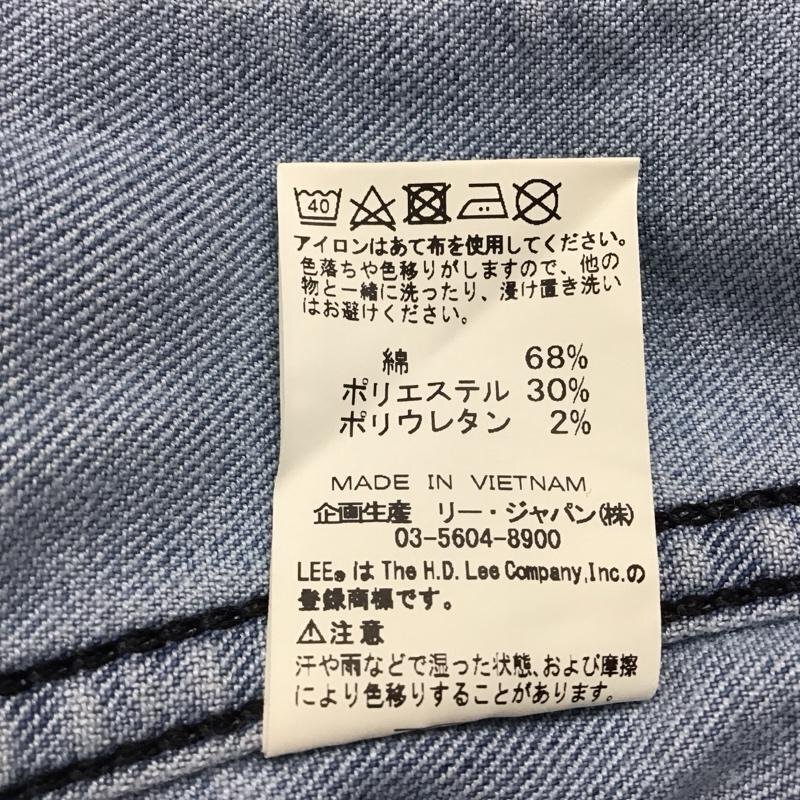 40
アイロンはあて布を使用してください。
色落ちや色移りがしますので、他の
物と一緒に洗ったり、浸け置き洗い
はお避けください。
綿 68%
ポリエステル 30%
ポリウレタン 2%
MADE IN VIETNAM
企画生産 リー・ジャパン(株)
03-5604-8900
LEE® は The H.D. Lee Company,Inc.の
登録商標です。
⚠注意
汗や雨などで湿った状態、および摩擦
により色移りすることがあります。